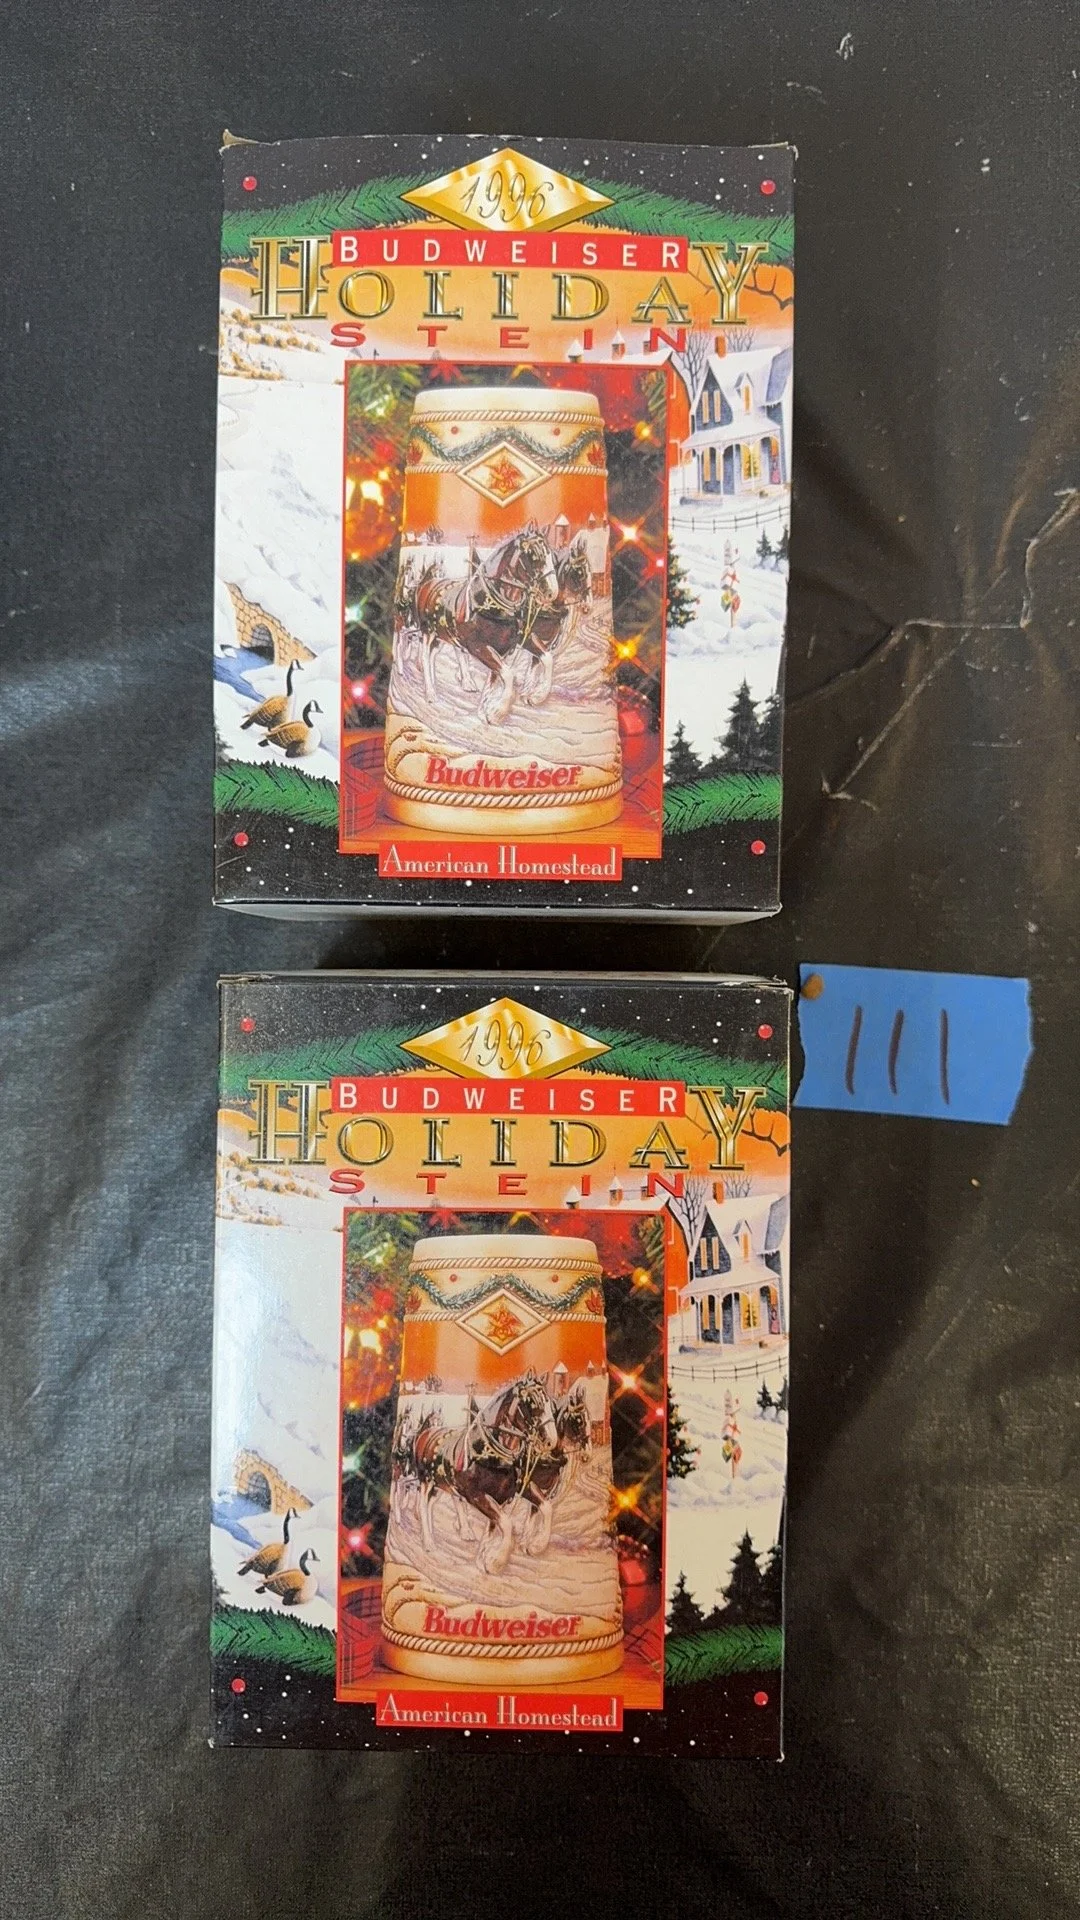 1996
BUDWEISER
HOLIDAY
STEIN
Budweiser
American Homestead
1996
BUDWEISER
HOLIDAY
STEIN
Budweiser
American Homestead
111